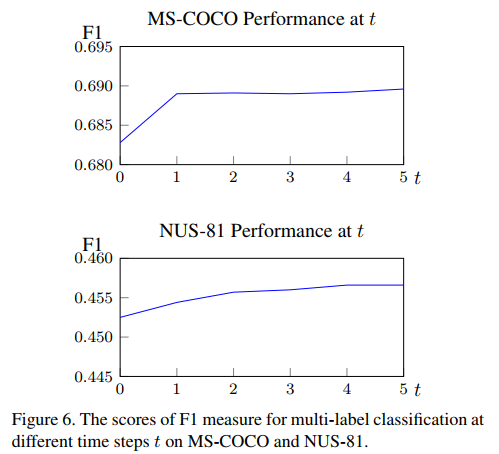 MS-COCO Performance at t
F1
0.695
0.690
0.685
0.680
0 1 2 3 4 5 t
NUS-81 Performance at t
F1
0.460
0.455
0.450
0.445
0 1 2 3 4 5 t
Figure 6. The scores of F1 measure for multi-label classification at
different time steps t on MS-COCO and NUS-81.